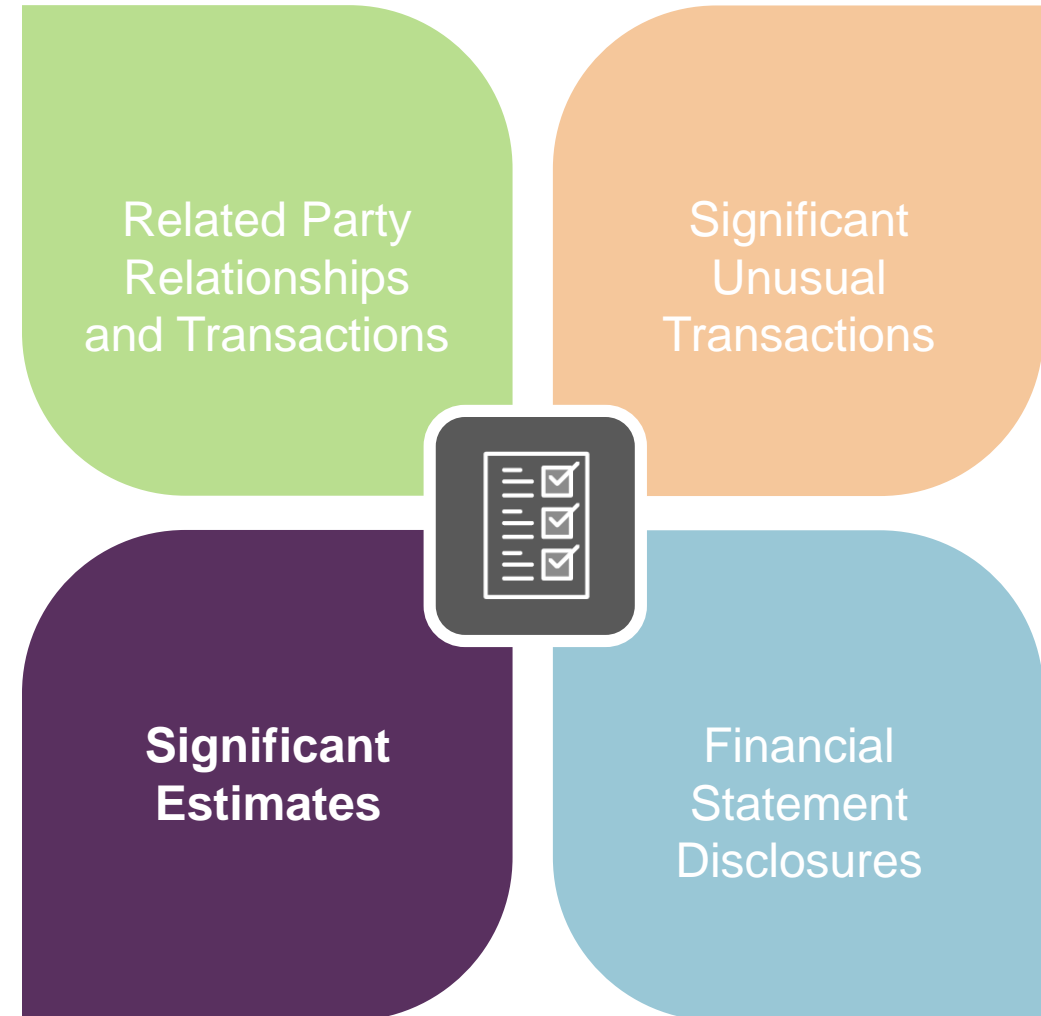 Related Party
Relationships
and Transactions
Significant
Unusual
Transactions
Significant
Estimates
Financial
Statement
Disclosures